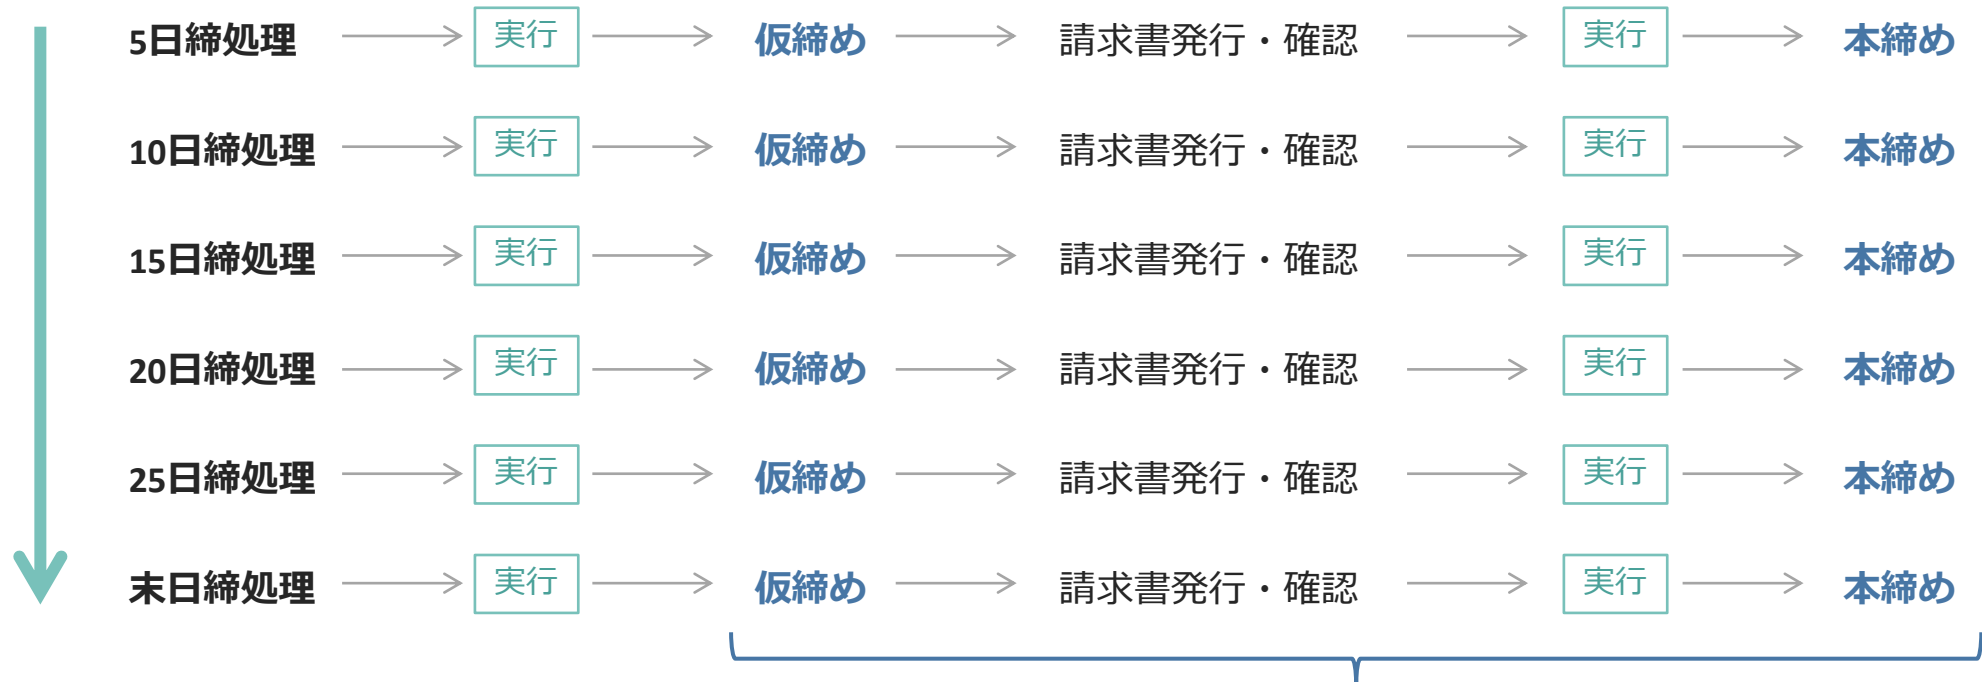 5日締処理 実行 仮締め 請求書発行・確認 実行 本締め
10日締処理 実行 仮締め 請求書発行・確認 実行 本締め
15日締処理 実行 仮締め 請求書発行・確認 実行 本締め
20日締処理 実行 仮締め 請求書発行・確認 実行 本締め
25日締処理 実行 仮締め 請求書発行・確認 実行 本締め
末日締処理 実行 仮締め 請求書発行・確認 実行 本締め